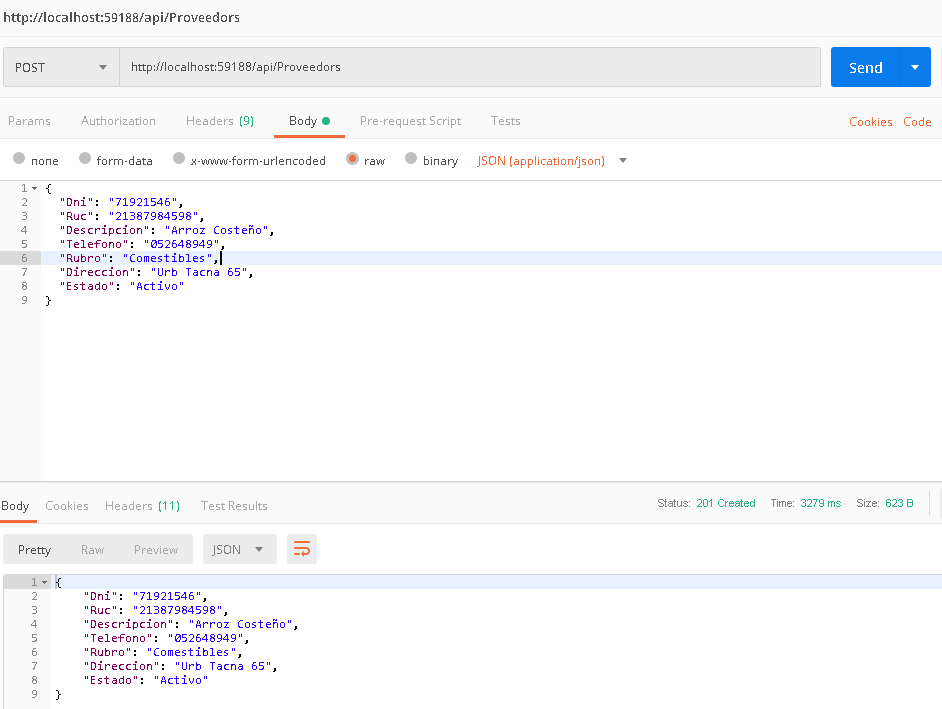 http://localhost:59188/api/Proveedors
POST http://localhost:59188/api/Proveedors Send
Params Authorization Headers (9) Body Pre-request Script Tests Cookies Code
none form-data x-www-form-urlencoded raw binary JSON (application/json)
1 {
2 "Dni": "71921546",
3 "Ruc": "21387984598",
4 "Descripcion": "Arroz Costeño",
5 "Telefono": "052648949",
6 "Rubro": "Comestibles",
7 "Direccion": "Urb Tacna 65",
8 "Estado": "Activo"
9 }
Body Cookies Headers (11) Test Results Status: 201 Created Time: 3279 ms Size: 623 B
Pretty Raw Preview JSON
1 {
2 "Dni": "71921546",
3 "Ruc": "21387984598",
4 "Descripcion": "Arroz Costeño",
5 "Telefono": "052648949",
6 "Rubro": "Comestibles",
7 "Direccion": "Urb Tacna 65",
8 "Estado": "Activo"
9 }